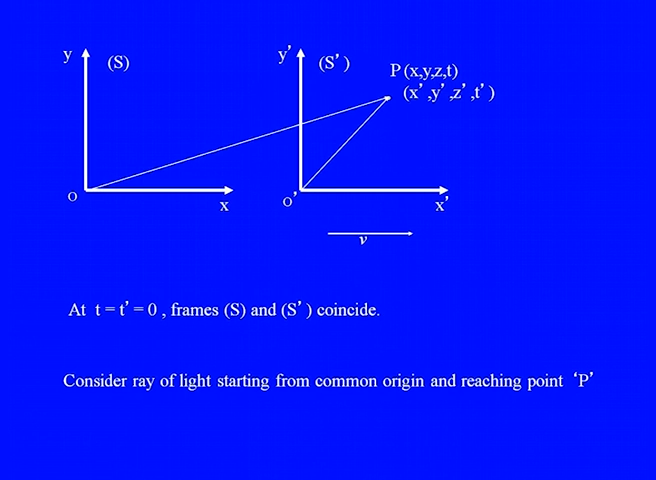 y (S) y' (S')
P (x,y,z,t)
(x' ,y' ,z' ,t' )
O x O' x'
v
At t = t' = 0 , frames (S) and (S' ) coincide.
Consider ray of light starting from common origin and reaching point 'P'